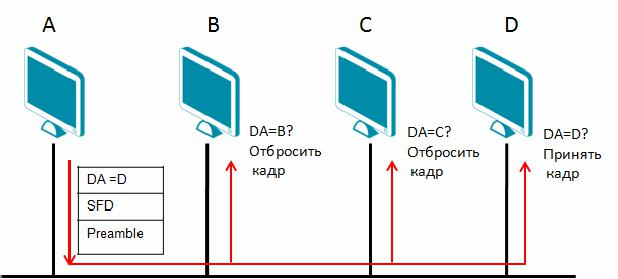 A
B
C
D
DA =D
SFD
Preamble
DA=B?
Отбросить
кадр
DA=C?
Отбросить
кадр
DA=D?
Принять
кадр